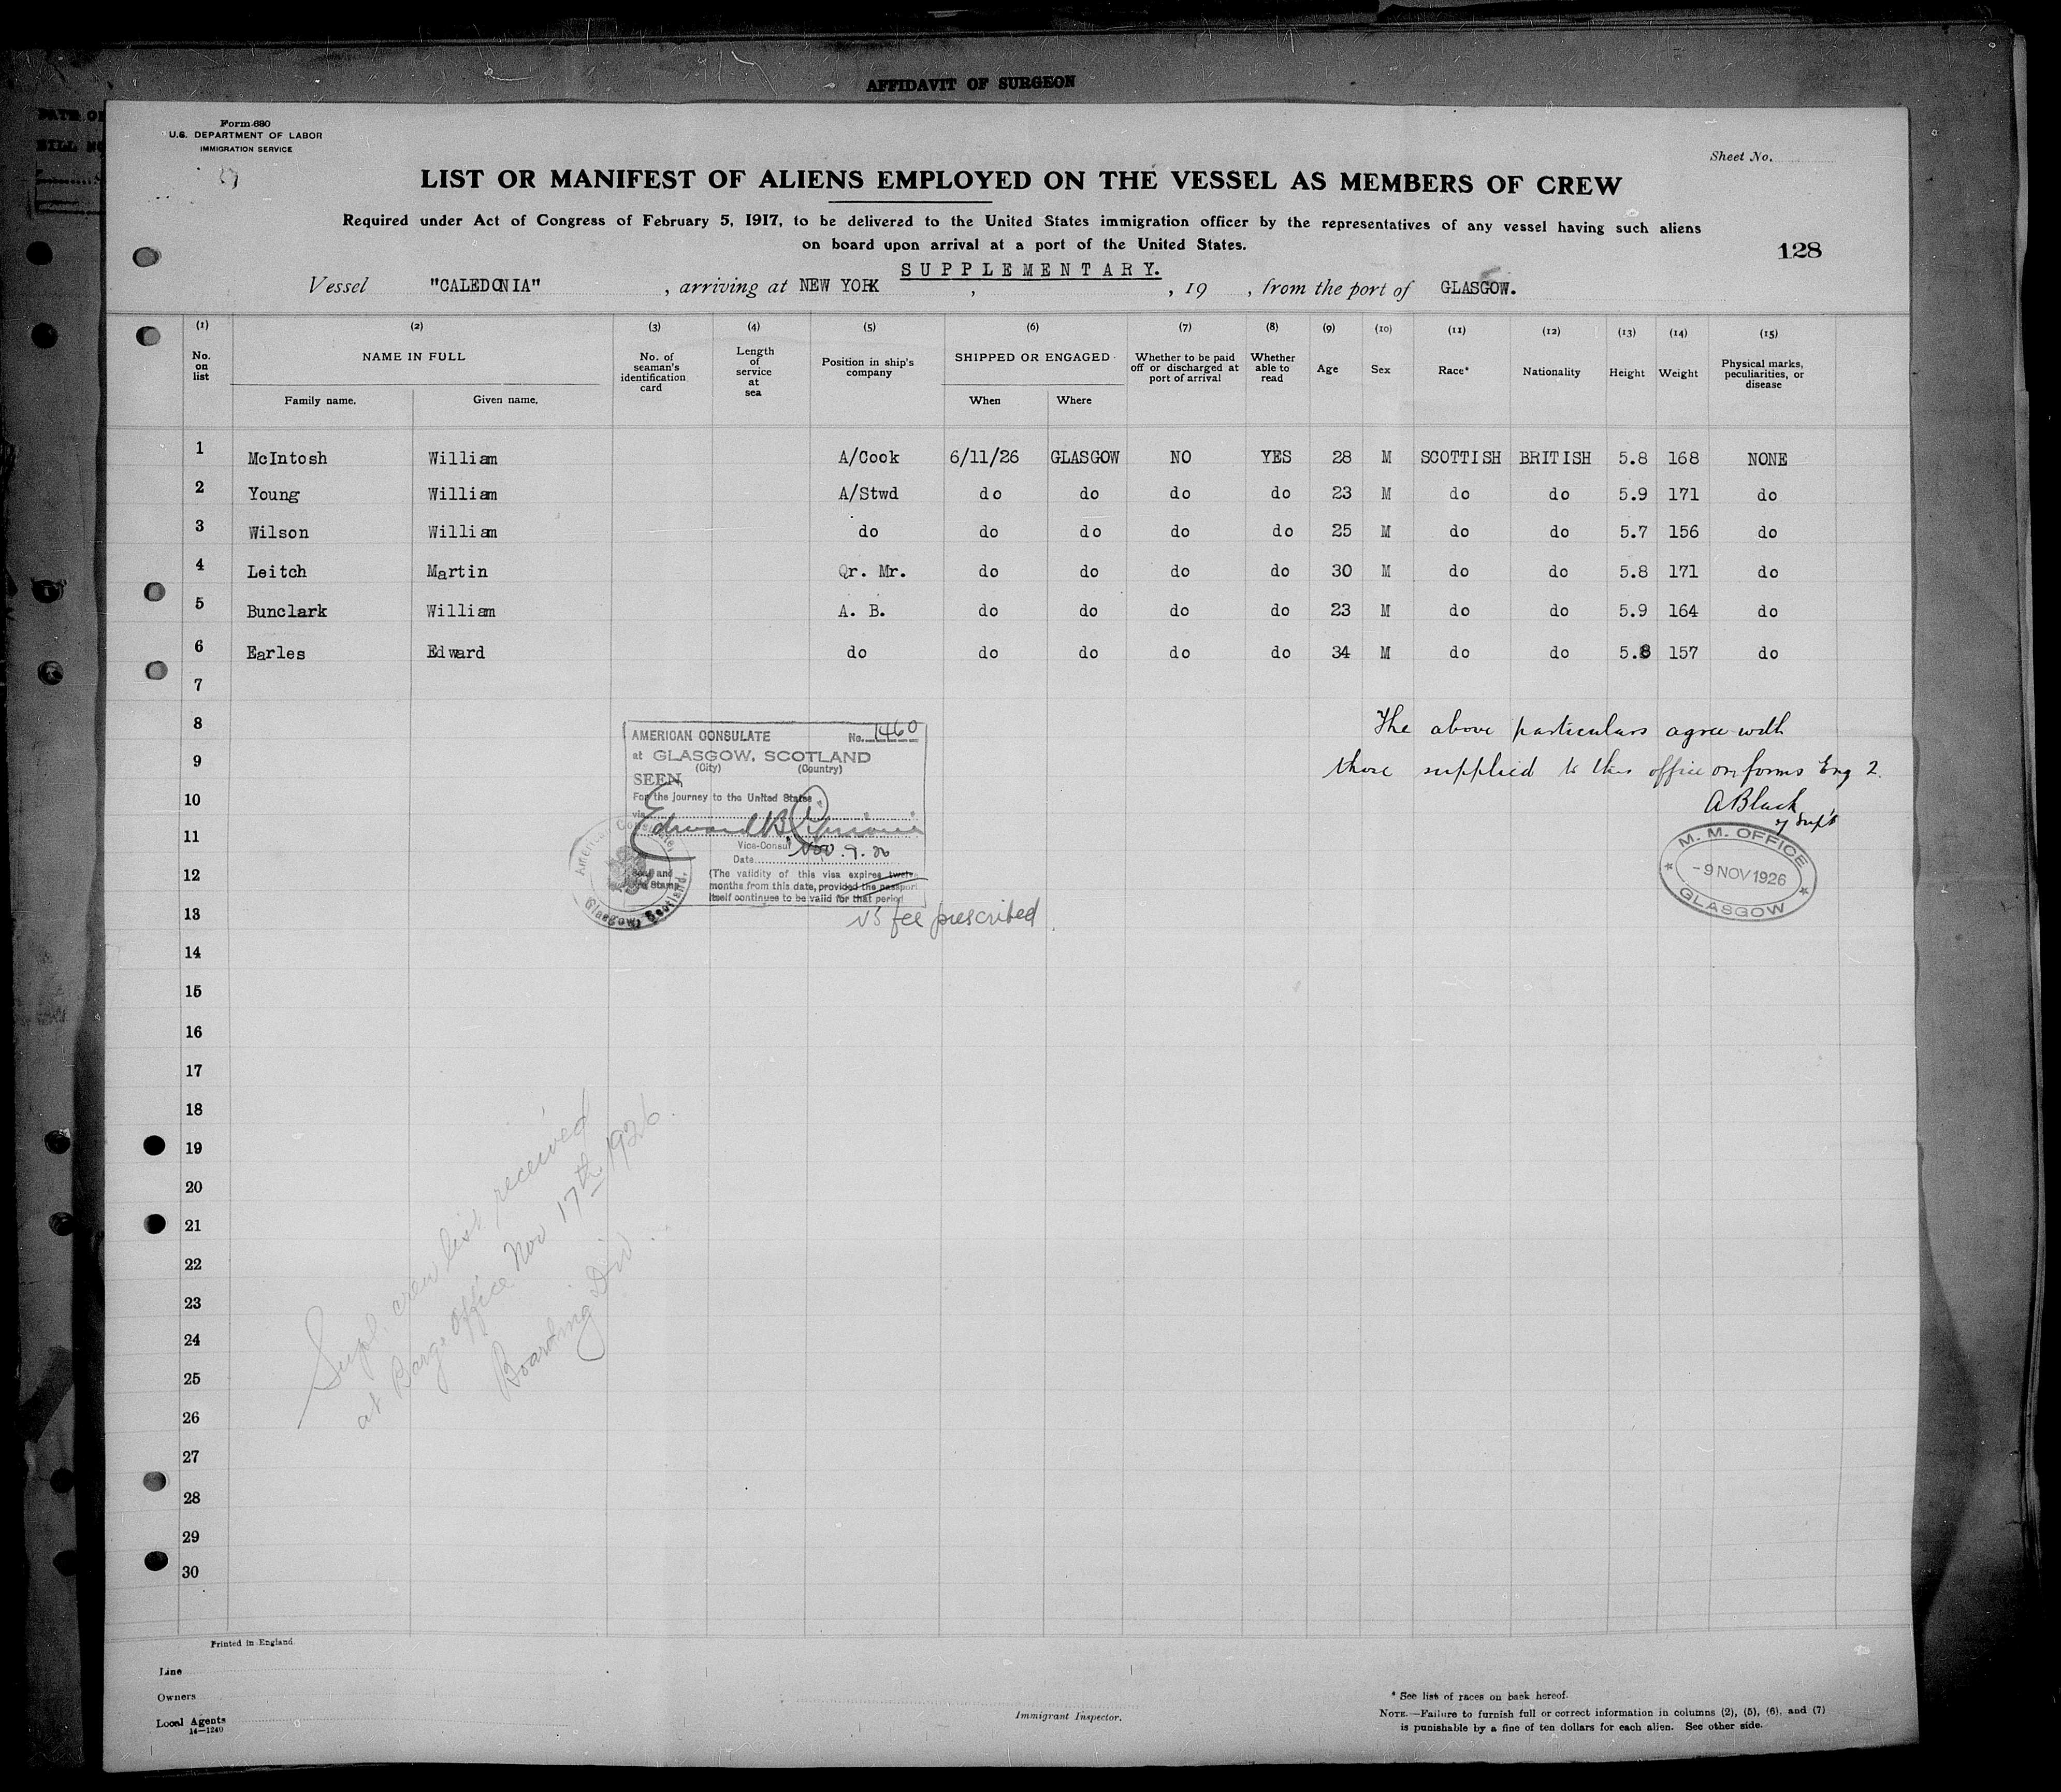 AFFIDAVIT OF SURGEON
Form 680
U.S. DEPARTMENT OF LABOR
IMMIGRATION SERVICE
Sheet No.
LIST OR MANIFEST OF ALIENS EMPLOYED ON THE VESSEL AS MEMBERS OF CREW
Required under Act of Congress of February 5, 1917, to be delivered to the United States immigration officer by the representatives of any vessel having such aliens
on board upon arrival at a port of the United States.
128
SUPPLEMENTARY.
Vessel "CALEDONIA", arriving at NEW YORK, , 19 , from the port of GLASGOW.
(1) (2) (3) (4) (5) (6) (7) (8) (9) (10) (11) (12) (13) (14) (15)
No. on list NAME IN FULL No. of seaman's identification card Length of service at sea Position in ship's company SHIPPED OR ENGAGED Whether to be paid off or discharged at port of arrival Whether able to read Age Sex Race* Nationality Height Weight Physical marks, peculiarities, or disease
Family name. Given name. When Where
1 McIntosh William A/Cook 6/11/26 GLASGOW NO YES 28 M SCOTTISH BRITISH 5.8 168 NONE
2 Young William A/Stwd do do do do 23 M do do 5.9 171 do
3 Wilson William do do do do do 25 M do do 5.7 156 do
4 Leitch Martin Qr. Mr. do do do do 30 M do do 5.8 171 do
5 Bunclark William A. B. do do do do 23 M do do 5.9 164 do
6 Earles Edward do do do do do 34 M do do 5.8 157 do
7
8
9
10
11
12
13
14
15
16
17
18
19
20
21
22
23
24
25
26
27
28
29
30
AMERICAN CONSULATE No. 1460
at GLASGOW, SCOTLAND
(City) (Country)
SEEN
For the journey to the United States
via
Edward B.
Vice-Consul
Date Nov. 9. 26
(The validity of this visa expires twelve
months from this date, provided the passport
itself continues to be valid for that period
Glasgow, Scotland.
fee prescribed
The above particulars agree with
those supplied to this office on forms Eng 2.
A Black
M. M. OFFICE
-9 NOV 1926
GLASGOW
Supl. crew list received
at Barge Office Nov 17th 1926.
Boarding Div.
Printed in England
Line
Owners
Local Agents
14—1240
Immigrant Inspector.
* See list of races on back hereof.
NOTE.—Failure to furnish full or correct information in columns (2), (5), (6), and (7)
is punishable by a fine of ten dollars for each alien. See other side.